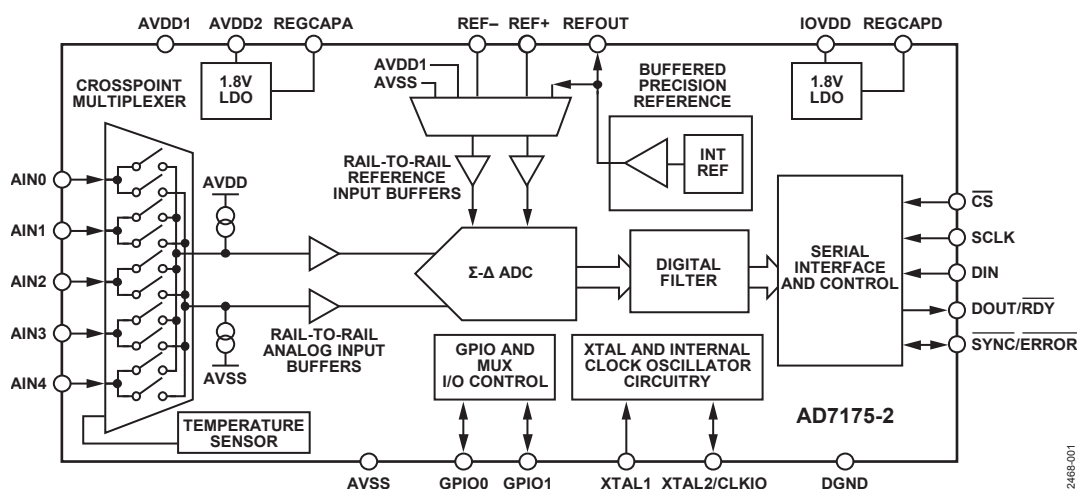 AVDD1 AVDD2 REGCAPA REF– REF+ REFOUT IOVDD REGCAPD
CROSSPOINT
MULTIPLEXER
1.8V
LDO
AVDD1
AVSS
BUFFERED
PRECISION
REFERENCE
1.8V
LDO
INT
REF
RAIL-TO-RAIL
REFERENCE
INPUT BUFFERS
AIN0
AIN1
AIN2
AIN3
AIN4
AVDD
AVSS
RAIL-TO-RAIL
ANALOG INPUT
BUFFERS
Σ-Δ ADC
DIGITAL
FILTER
SERIAL
INTERFACE
AND CONTROL
CS
SCLK
DIN
DOUT/RDY
SYNC/ERROR
GPIO AND
MUX
I/O CONTROL
XTAL AND INTERNAL
CLOCK OSCILLATOR
CIRCUITRY
TEMPERATURE
SENSOR
AD7175-2
AVSS GPIO0 GPIO1 XTAL1 XTAL2/CLKIO DGND
2468-001